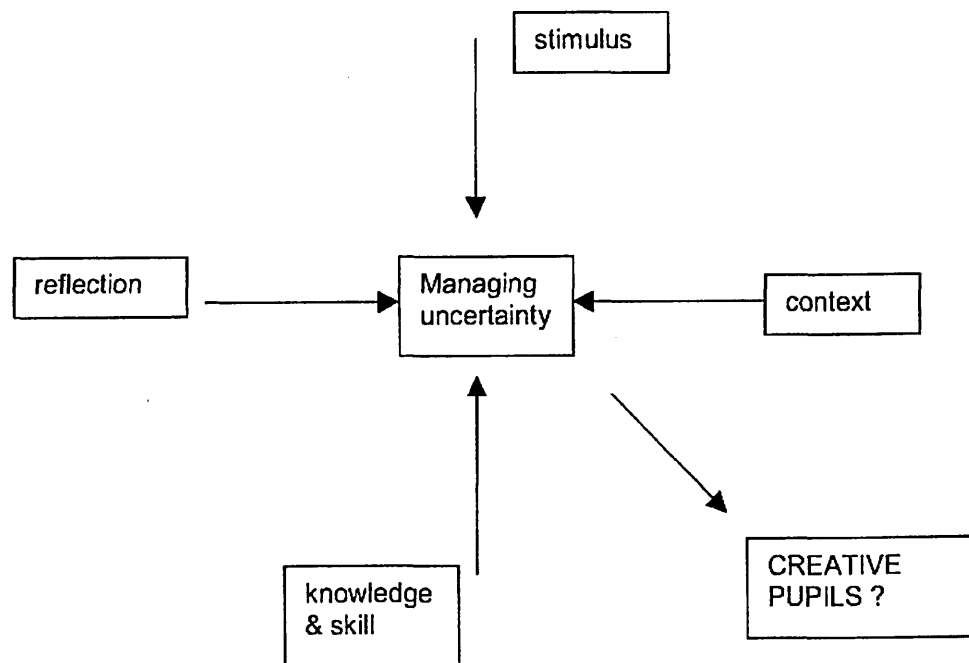 stimulus
reflection
Managing
uncertainty
context
knowledge
& skill
CREATIVE
PUPILS ?